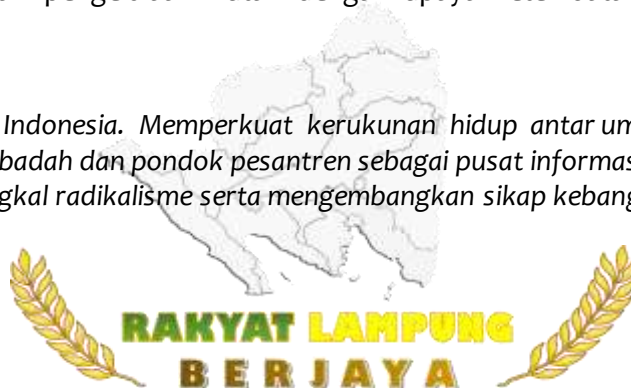 Indonesia. Memperkuat kerukunan hidup antar um
badah dan pondok pesantren sebagai pusat informas
gkal radikalisme serta mengembangkan sikap kebang
RAKYAT LAMPUNG
BERJAYA